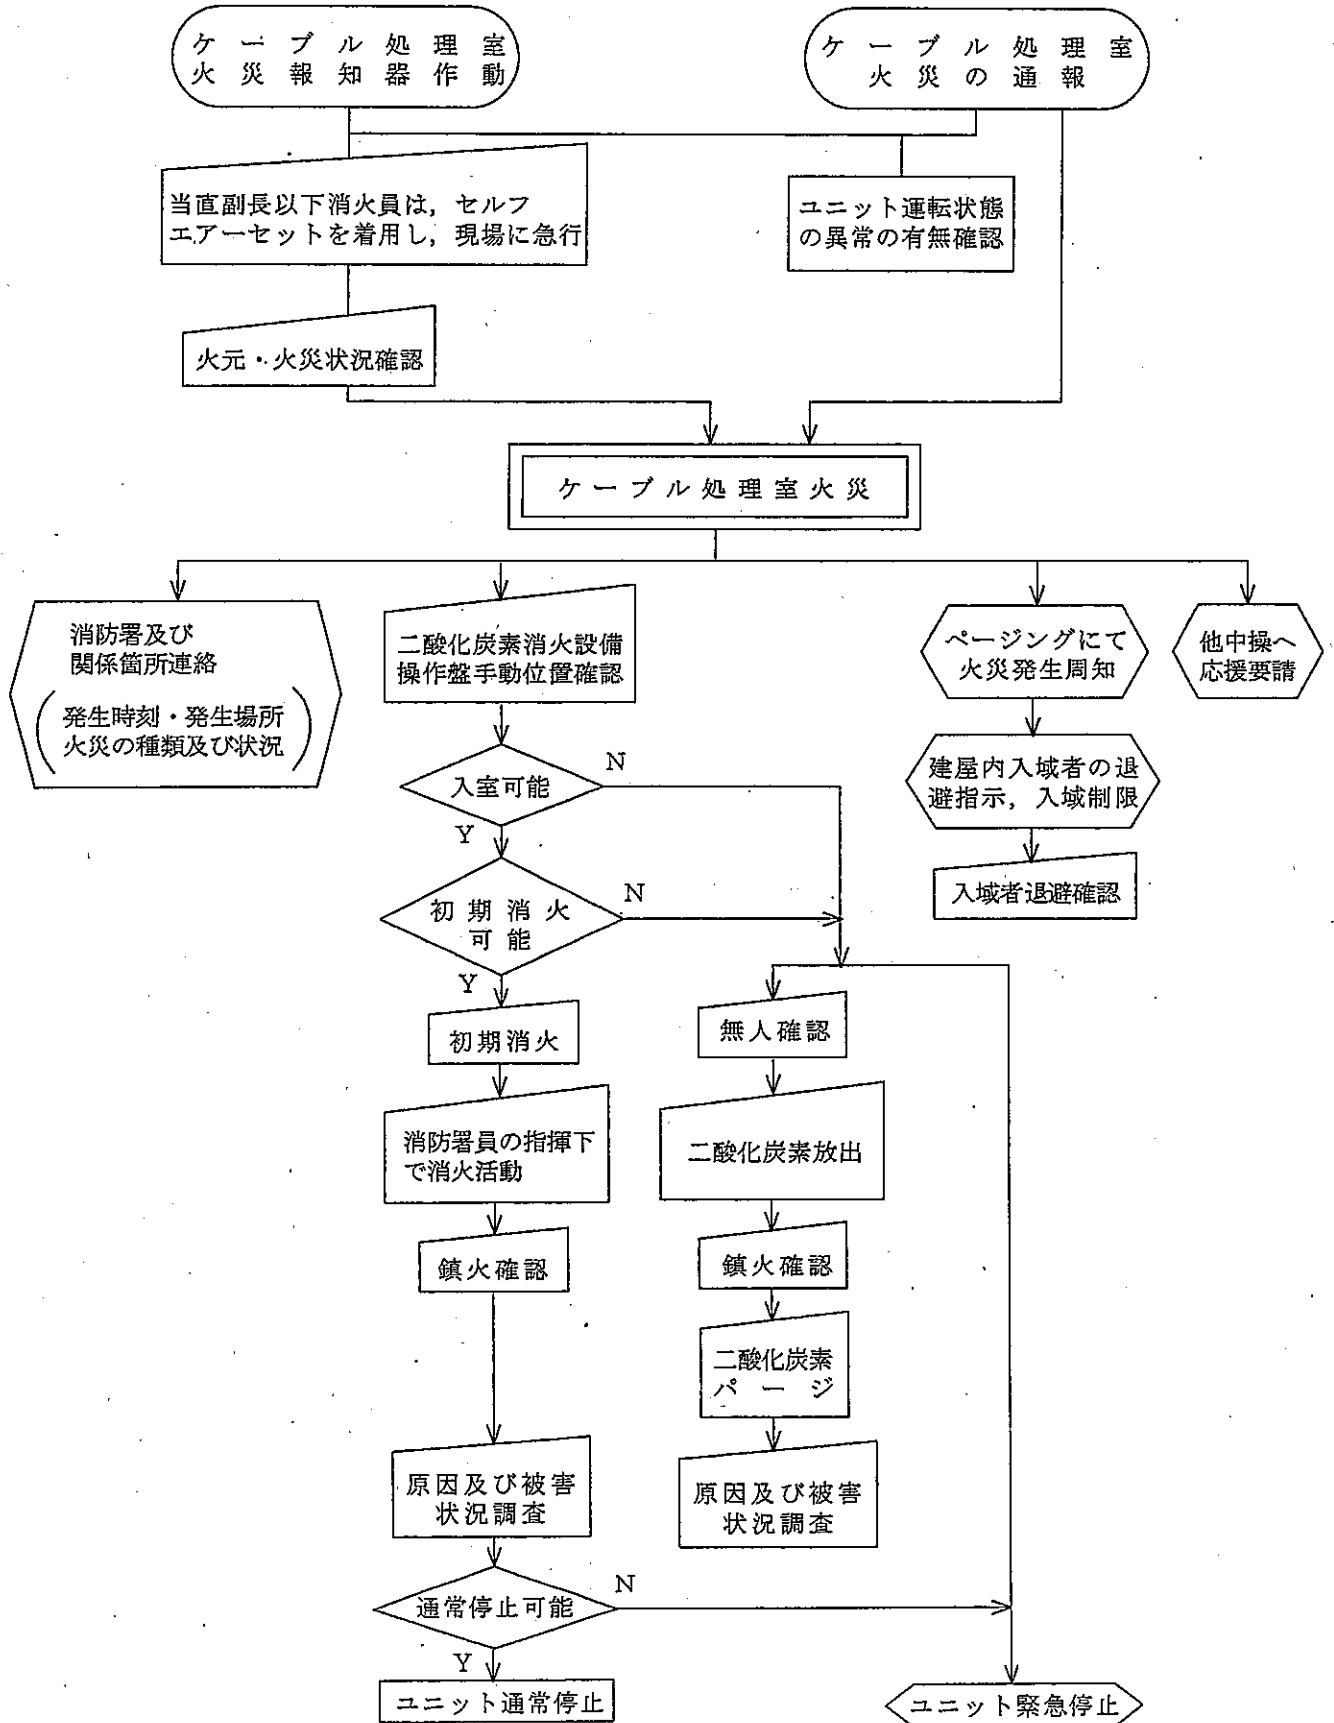 ケーブル処理室
火災報知器作動
ケーブル処理室
火災の通報
当直副長以下消火員は，セルフ
エアーセットを着用し，現場に急行
ユニット運転状態
の異常の有無確認
火元・火災状況確認
ケーブル処理室火災
消防署及び
関係箇所連絡
（発生時刻・発生場所
火災の種類及び状況）
二酸化炭素消火設備
操作盤手動位置確認
ページングにて
火災発生周知
他中操へ
応援要請
入室可能
N
Y
建屋内入域者の退
避指示，入域制限
入域者退避確認
初期消火
可能
N
Y
初期消火
無人確認
消防署員の指揮下
で消火活動
二酸化炭素放出
鎮火確認
鎮火確認
二酸化炭素
パージ
原因及び被害
状況調査
原因及び被害
状況調査
通常停止可能
N
Y
ユニット通常停止
ユニット緊急停止